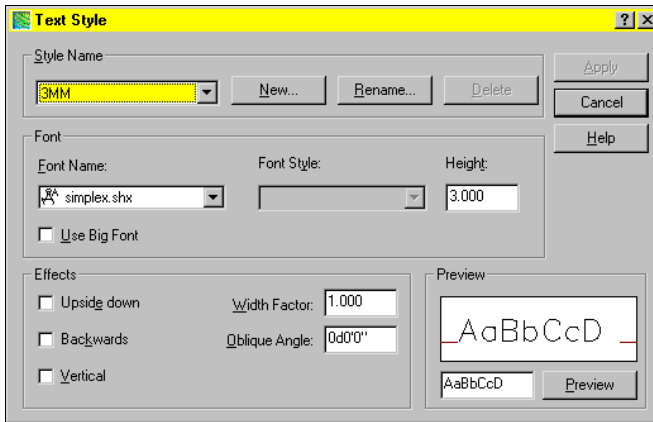 Text Style
Style Name
3MM
New...
Rename...
Delete
Apply
Cancel
Help
Font
Font Name:
Font Style:
Height:
simplex.shx
3.000
Use Big Font
Effects
Upside down
Width Factor:
1.000
Backwards
Oblique Angle:
0d0'0"
Vertical
Preview
AaBbCcD
AaBbCcD
Preview